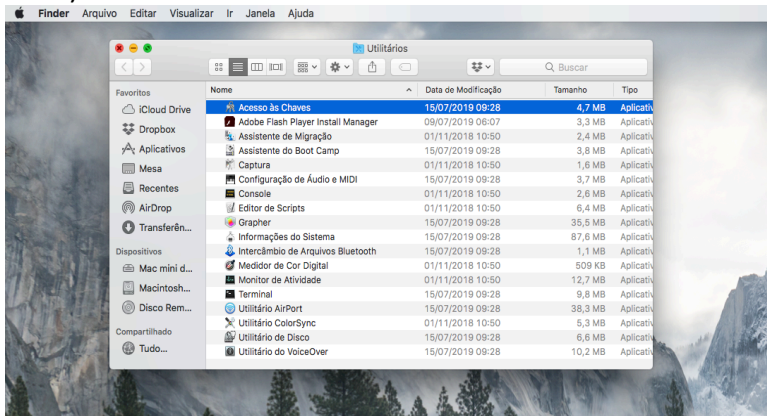 Finder Arquivo Editar Visualizar Ir Janela Ajuda
Utilitários
Buscar
Favoritos
iCloud Drive
Dropbox
Aplicativos
Mesa
Recentes
AirDrop
Transferên...
Dispositivos
Mac mini d...
Macintosh...
Disco Rem...
Compartilhado
Tudo...
Nome Data de Modificação Tamanho Tipo
Acesso às Chaves 15/07/2019 09:28 4,7 MB Aplicativ
Adobe Flash Player Install Manager 09/07/2019 06:07 3,3 MB Aplicativ
Assistente de Migração 01/11/2018 10:50 2,4 MB Aplicativ
Assistente do Boot Camp 15/07/2019 09:28 3,8 MB Aplicativ
Captura 01/11/2018 10:50 1,6 MB Aplicativ
Configuração de Áudio e MIDI 15/07/2019 09:28 3,7 MB Aplicativ
Console 01/11/2018 10:50 2,6 MB Aplicativ
Editor de Scripts 01/11/2018 10:50 6,4 MB Aplicativ
Grapher 15/07/2019 09:28 35,5 MB Aplicativ
Informações do Sistema 15/07/2019 09:28 87,6 MB Aplicativ
Intercâmbio de Arquivos Bluetooth 15/07/2019 09:28 1,1 MB Aplicativ
Medidor de Cor Digital 01/11/2018 10:50 509 KB Aplicativ
Monitor de Atividade 01/11/2018 10:50 12,7 MB Aplicativ
Terminal 15/07/2019 09:28 9,8 MB Aplicativ
Utilitário AirPort 15/07/2019 09:28 38,3 MB Aplicativ
Utilitário ColorSync 01/11/2018 10:50 5,3 MB Aplicativ
Utilitário de Disco 15/07/2019 09:28 6,6 MB Aplicativ
Utilitário do VoiceOver 15/07/2019 09:28 10,2 MB Aplicativ